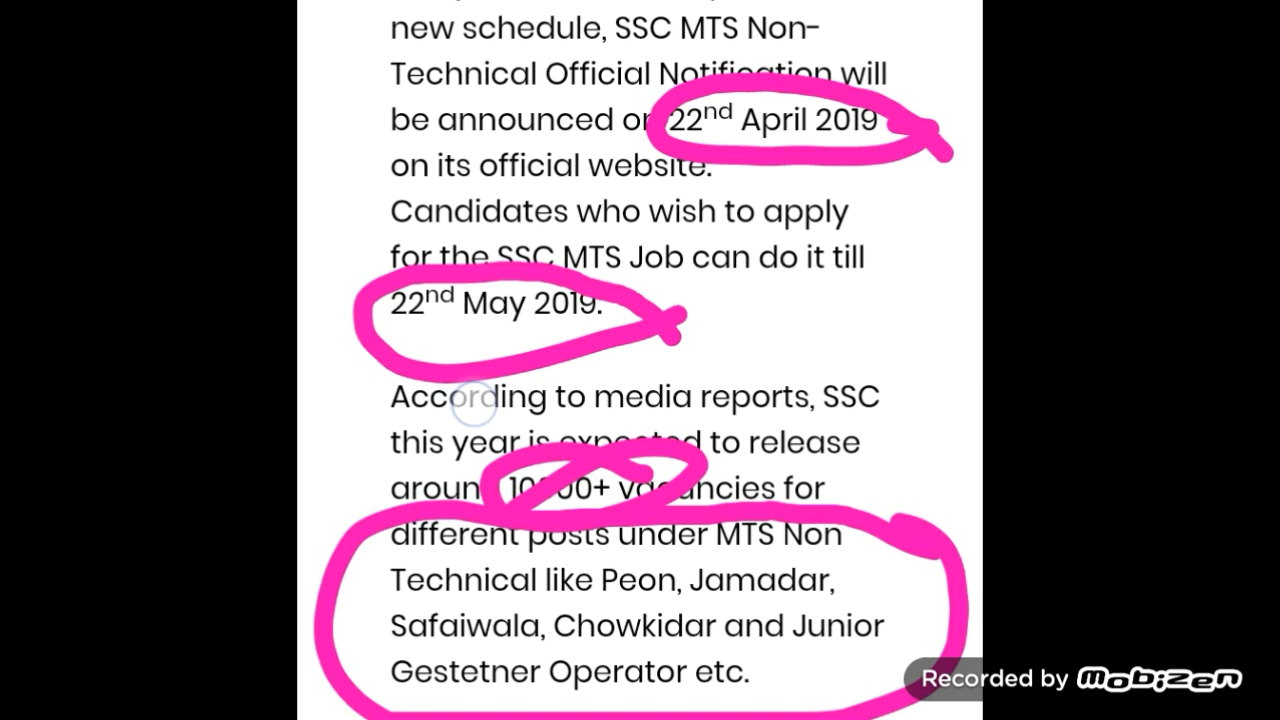 new schedule, SSC MTS Non-
Technical Official Notification will
be announced on 22nd April 2019
on its official website.
Candidates who wish to apply
for the SSC MTS Job can do it till
22nd May 2019.
According to media reports, SSC
this year is expected to release
around 10000+ vacancies for
different posts under MTS Non
Technical like Peon, Jamadar,
Safaiwala, Chowkidar and Junior
Gestetner Operator etc.
Recorded by mobizen